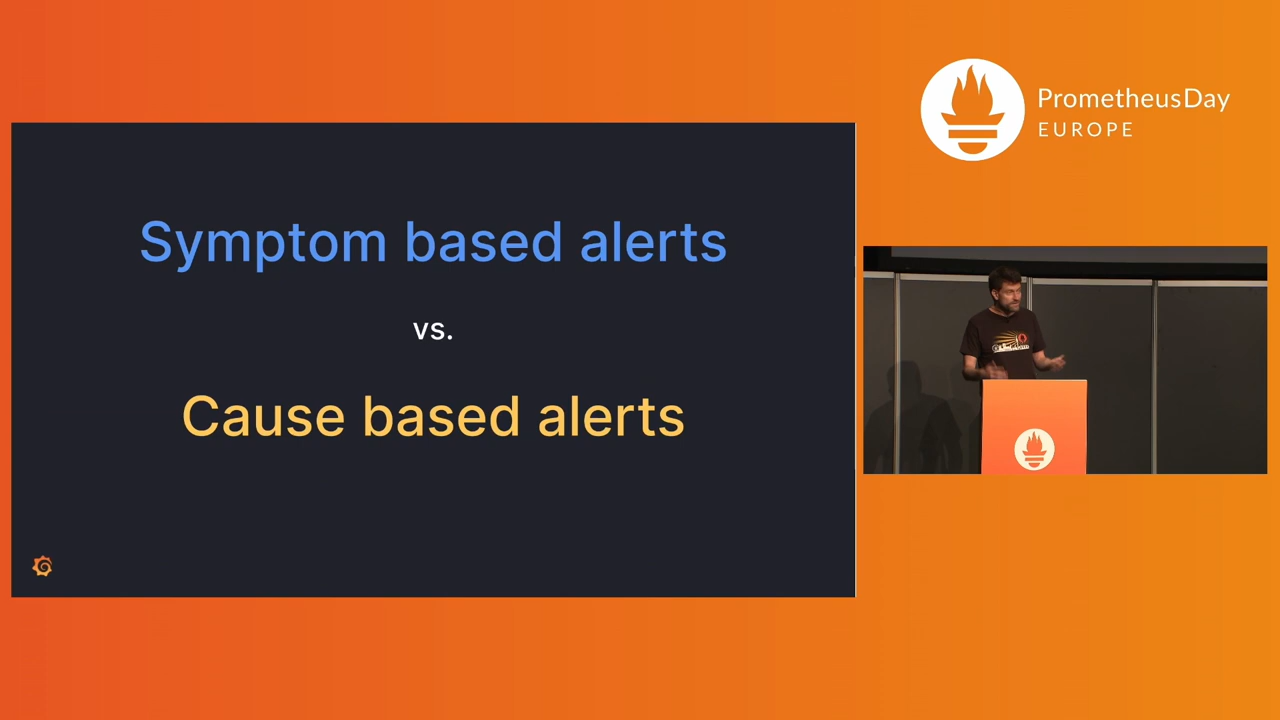 PrometheusDay
EUROPE
Symptom based alerts
vs.
Cause based alerts